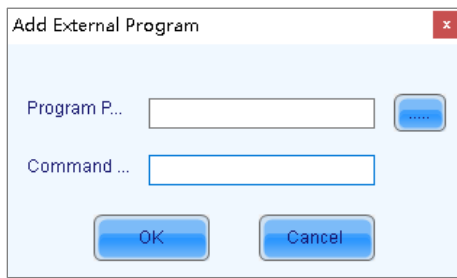 Add External Program
x
Program P...
.....
Command ...
OK Cancel